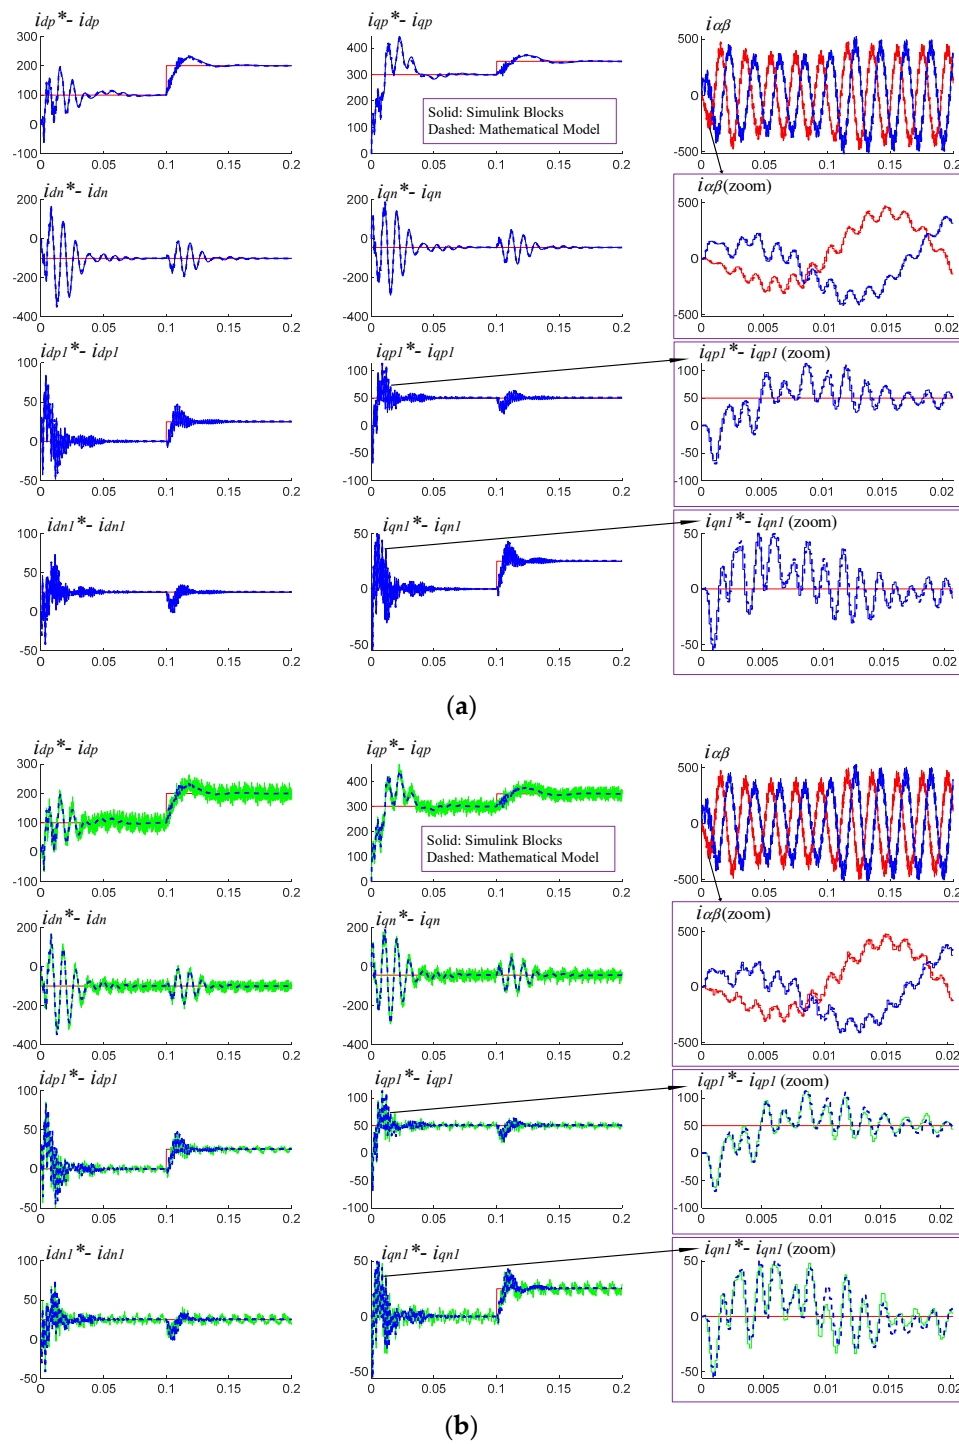 idp*- idp
300
200
100
0
-100
0 0.05 0.1 0.15 0.2
iqp*- iqp
400
300
200
100
0
Solid: Simulink Blocks
Dashed: Mathematical Model
0 0.05 0.1 0.15 0.2
iαβ
500
0
-500
0 0.05 0.1 0.15 0.2
idn*- idn
200
0
-200
-400
0 0.05 0.1 0.15 0.2
iqn*- iqn
200
0
-200
-400
0 0.05 0.1 0.15 0.2
iαβ(zoom)
500
0
-500
0 0.005 0.01 0.015 0.02
idp1*- idp1
100
50
0
-50
0 0.05 0.1 0.15 0.2
iqp1*- iqp1
100
50
0
-50
-100
0 0.05 0.1 0.15 0.2
iqp1*- iqp1 (zoom)
100
50
0
-50
-100
0 0.005 0.01 0.015 0.02
idn1*- idn1
100
50
0
-50
0 0.05 0.1 0.15 0.2
iqn1*- iqn1
50
0
-50
0 0.05 0.1 0.15 0.2
iqn1*- iqn1 (zoom)
50
0
-50
0 0.005 0.01 0.015 0.02
(a)
idp*- idp
300
200
100
0
-100
0 0.05 0.1 0.15 0.2
iqp*- iqp
400
300
200
100
0
Solid: Simulink Blocks
Dashed: Mathematical Model
0 0.05 0.1 0.15 0.2
iαβ
500
0
-500
0 0.05 0.1 0.15 0.2
idn*- idn
200
0
-200
-400
0 0.05 0.1 0.15 0.2
iqn*- iqn
200
0
-200
-400
0 0.05 0.1 0.15 0.2
iαβ(zoom)
500
0
-500
0 0.005 0.01 0.015 0.02
idp1*- idp1
100
50
0
-50
0 0.05 0.1 0.15 0.2
iqp1*- iqp1
100
50
0
-50
-100
0 0.05 0.1 0.15 0.2
iqp1*- iqp1 (zoom)
100
50
0
-50
-100
0 0.005 0.01 0.015 0.02
idn1*- idn1
100
50
0
-50
0 0.05 0.1 0.15 0.2
iqn1*- iqn1
50
0
-50
0 0.05 0.1 0.15 0.2
iqn1*- iqn1 (zoom)
50
0
-50
0 0.005 0.01 0.015 0.02
(b)